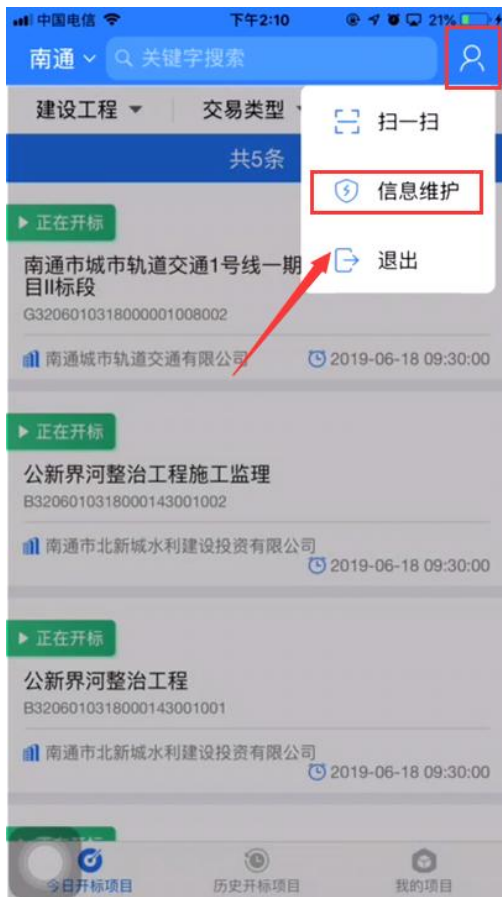 中国电信 下午2:10 21%
南通 关键字搜索
建设工程 交易类型
扫一扫
共5条
信息维护
正在开标
退出
南通市城市轨道交通1号线一期
目II标段
G3206010318000001008002
南通城市轨道交通有限公司 2019-06-18 09:30:00
正在开标
公新界河整治工程施工监理
B3206010318000143001002
南通市北新城水利建设投资有限公司
2019-06-18 09:30:00
正在开标
公新界河整治工程
B3206010318000143001001
南通市北新城水利建设投资有限公司
2019-06-18 09:30:00
正在开标
今日开标项目 历史开标项目 我的项目